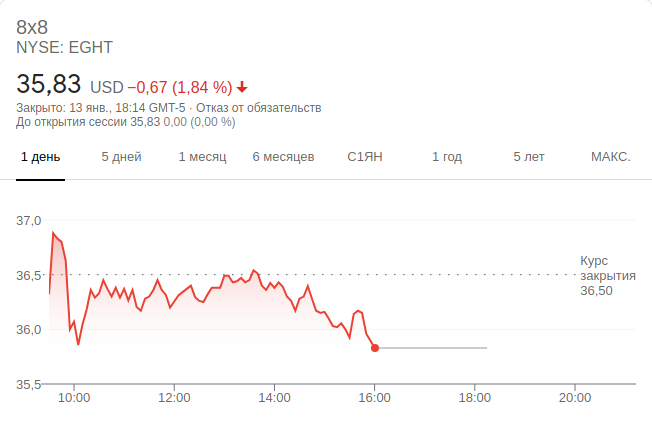 8x8
NYSE: EGHT
35,83 USD −0,67 (1,84 %)
Закрыто: 13 янв., 18:14 GMT-5 · Отказ от обязательств
До открытия сессии 35,83 0,00 (0,00 %)
1 день 5 дней 1 месяц 6 месяцев С1ЯН 1 год 5 лет МАКС.
37,0
36,5
36,0
35,5
Курс
закрытия
36,50
10:00 12:00 14:00 16:00 18:00 20:00